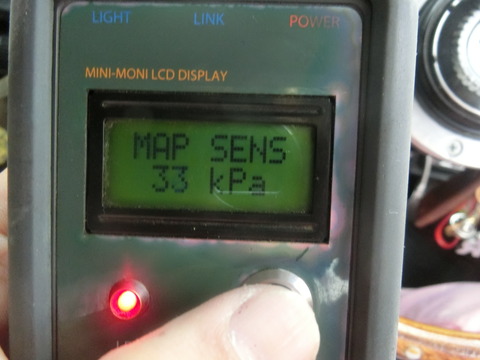 LIGHT LINK POWER
MINI-MONI LCD DISPLAY
MAP SENS
33 kPa